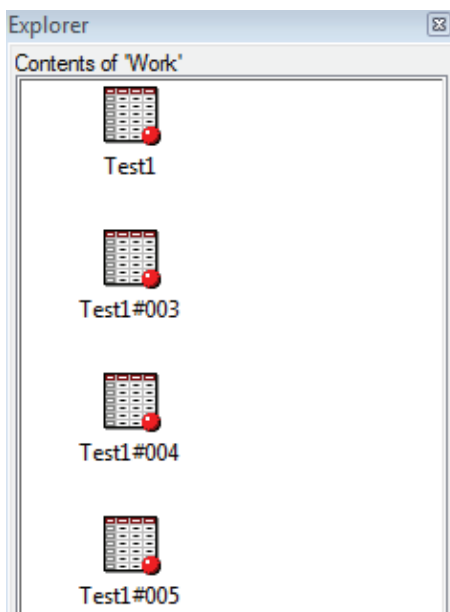 Explorer
Contents of 'Work'
Test1
Test1#003
Test1#004
Test1#005